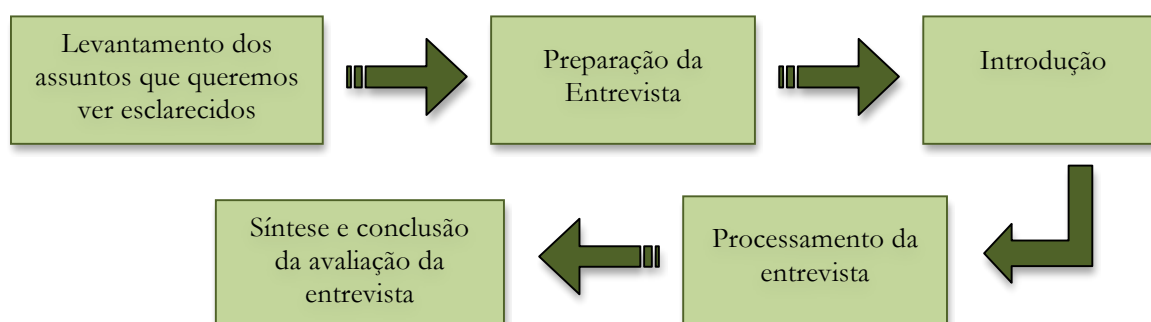 Levantamento dos
assuntos que queremos
ver esclarecidos
Preparação da
Entrevista
Introdução
Processamento da
entrevista
Síntese e conclusão
da avaliação da
entrevista